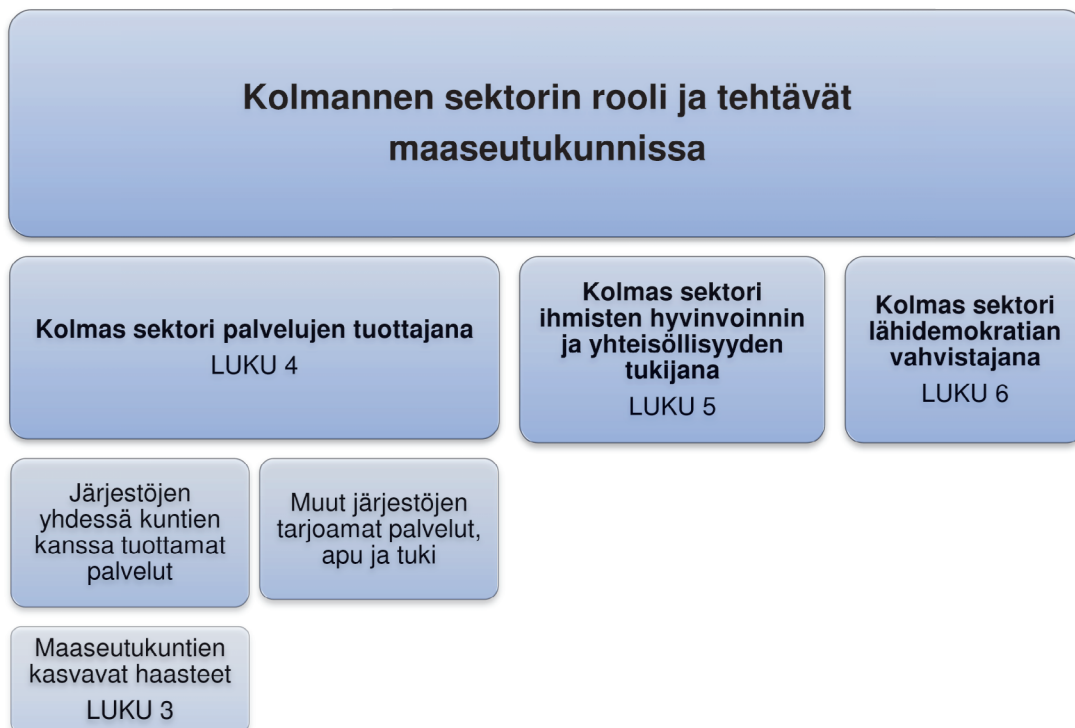 Kolmannen sektorin rooli ja tehtävät
maaseutukunnissa
Kolmas sektori palvelujen tuottajana
LUKU 4
Kolmas sektori
ihmisten hyvinvoinnin
ja yhteisöllisyyden
tukijana
LUKU 5
Kolmas sektori
lähidemokratian
vahvistajana
LUKU 6
Järjestöjen
yhdessä kuntien
kanssa tuottamat
palvelut
Muut järjestöjen
tarjoamat palvelut,
apu ja tuki
Maaseutukuntien
kasvavat haasteet
LUKU 3